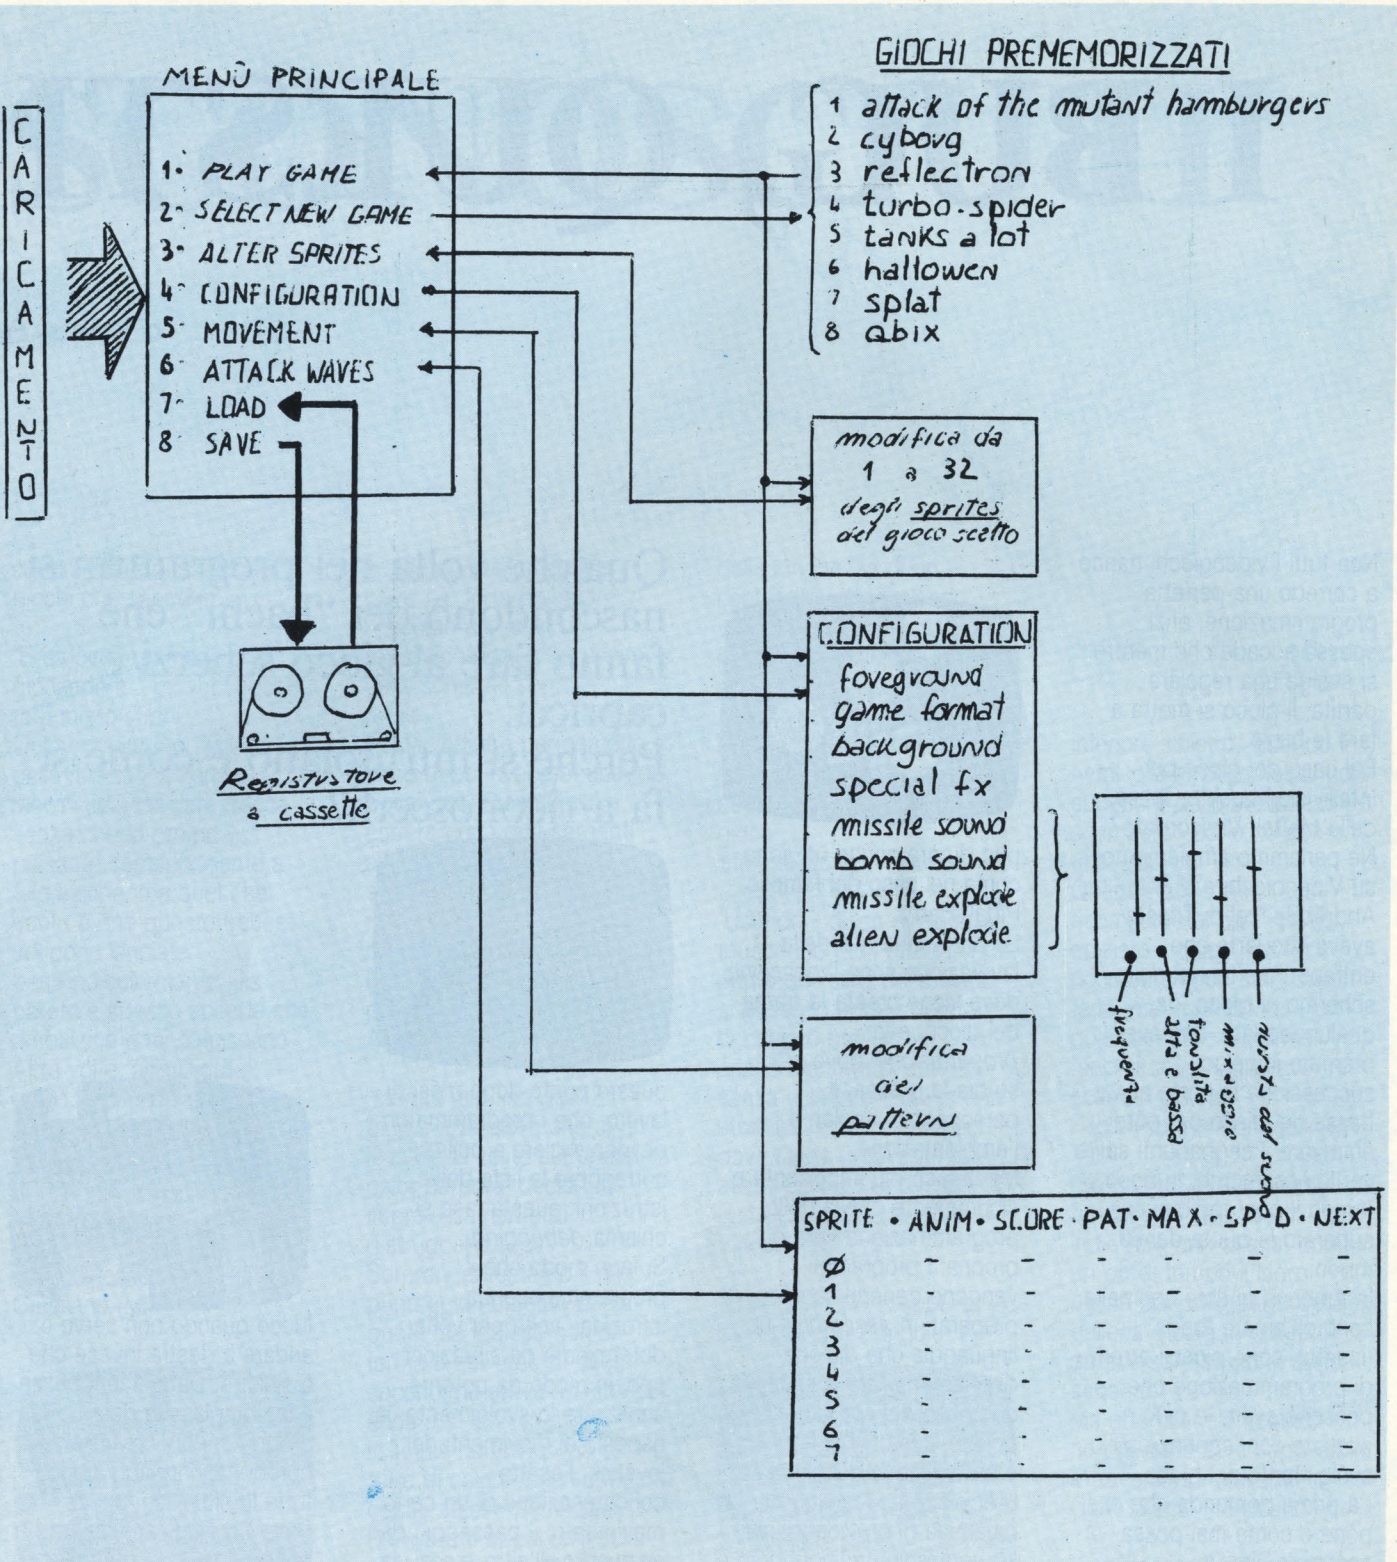 CARICAMENTO
MENÙ PRINCIPALE
1· PLAY GAME
2- SELECT NEW GAME
3- ALTER SPRITES
4- CONFIGURATION
5- MOVEMENT
6- ATTACK WAVES
7- LOAD
8- SAVE
Registratore
a cassette
GIOCHI PREMEMORIZZATI
1 attack of the mutant hamburgers
2 cyborg
3 reflectron
4 turbo.spider
5 tanks a lot
6 hallowen
7 splat
8 qbix
modifica da
1 a 32
degli sprites
del gioco scelto
CONFIGURATION
foreground
game format
background
special fx
missile sound
bomb sound
missile explode
alien explode
frequenza
alta e bassa
tonalità
mixaggio
durata del suono
modifica
dei
pattern
SPRITE · ANIM · SCORE · PAT · MAX · SP D · NEXT
Ø - - - - - -
1 - - - - - -
2 - - - - - -
3 - - - - - -
4 - - - - - -
5 - - - - - -
6 - - - - - -
7 - - - - - -